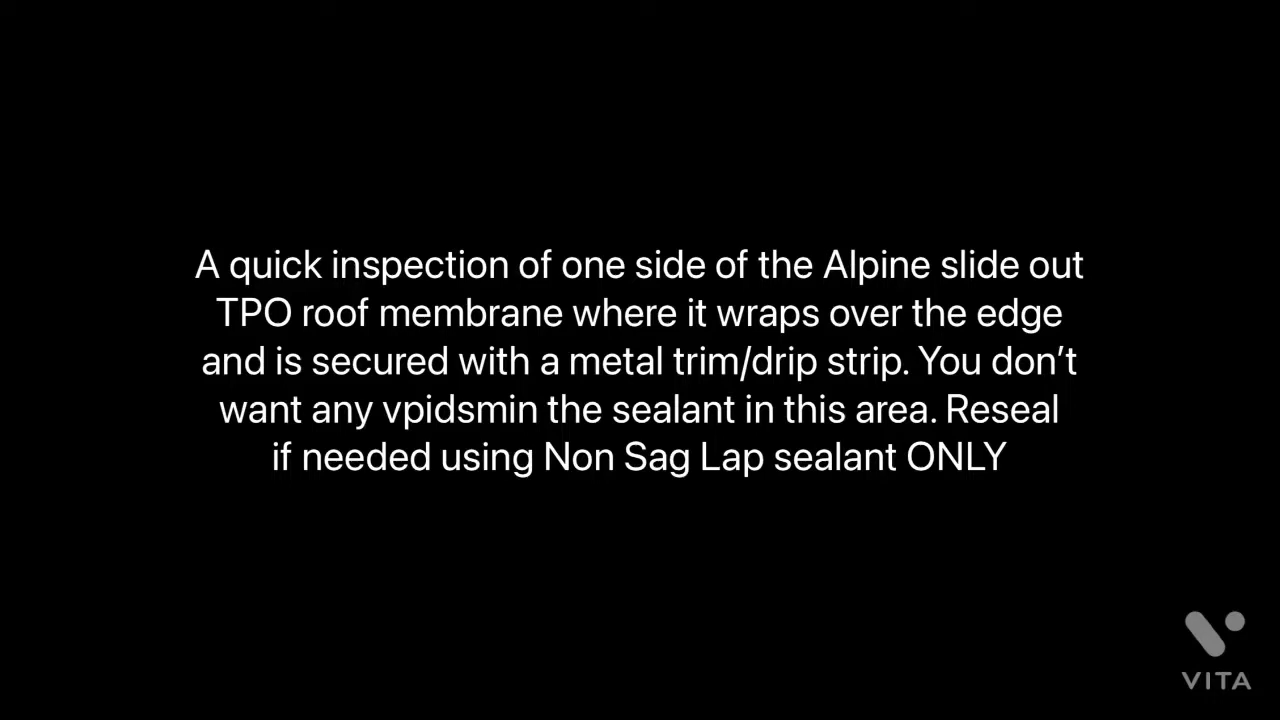 A quick inspection of one side of the Alpine slide out
TPO roof membrane where it wraps over the edge
and is secured with a metal trim/drip strip. You don’t
want any vpidsmin the sealant in this area. Reseal
if needed using Non Sag Lap sealant ONLY
VITA